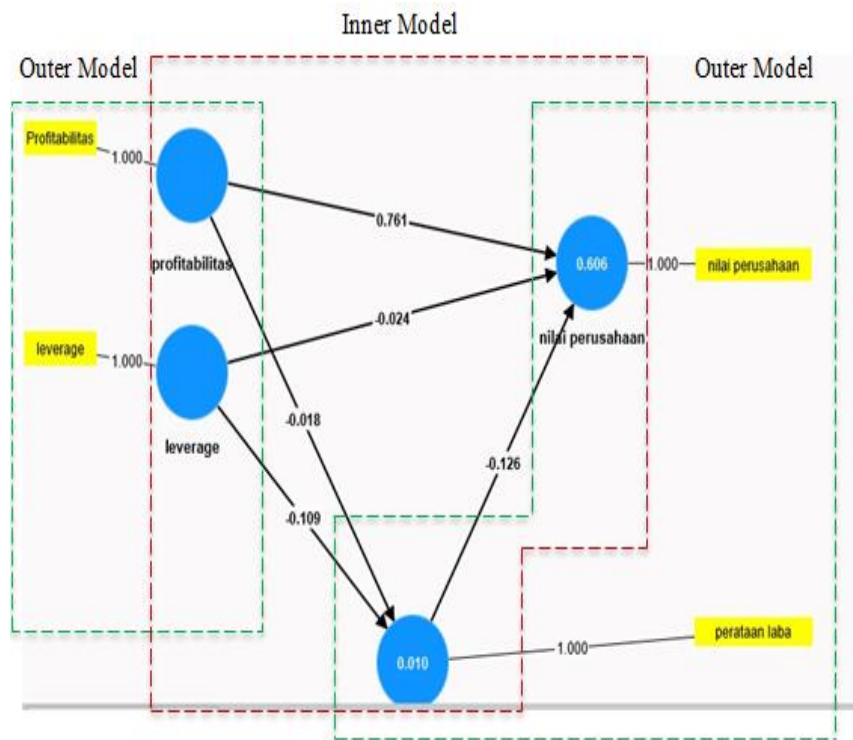 Inner Model
Outer Model
Outer Model
Profitabilitas
1.000
profitabilitas
0.761
0.606
1.000
nilai perusahaan
nilai perusahaan
leverage
1.000
leverage
-0.024
-0.018
-0.126
-0.109
0.010
1.000
perataan laba